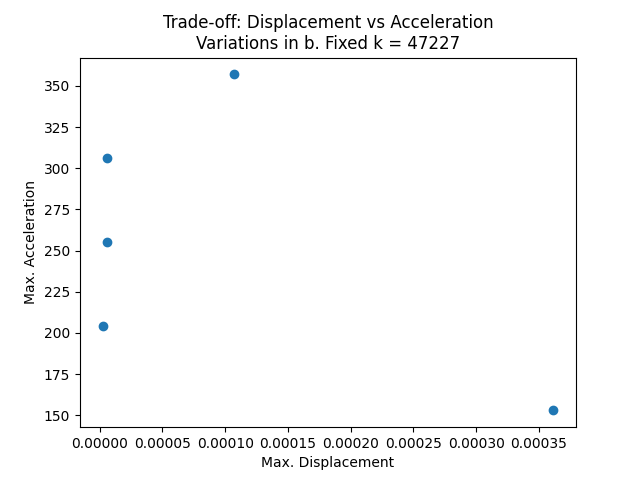 Trade-off: Displacement vs Acceleration
Variations in b. Fixed k = 47227
Max. Acceleration
350
325
300
275
250
225
200
175
150
0.00000 0.00005 0.00010 0.00015 0.00020 0.00025 0.00030 0.00035
Max. Displacement